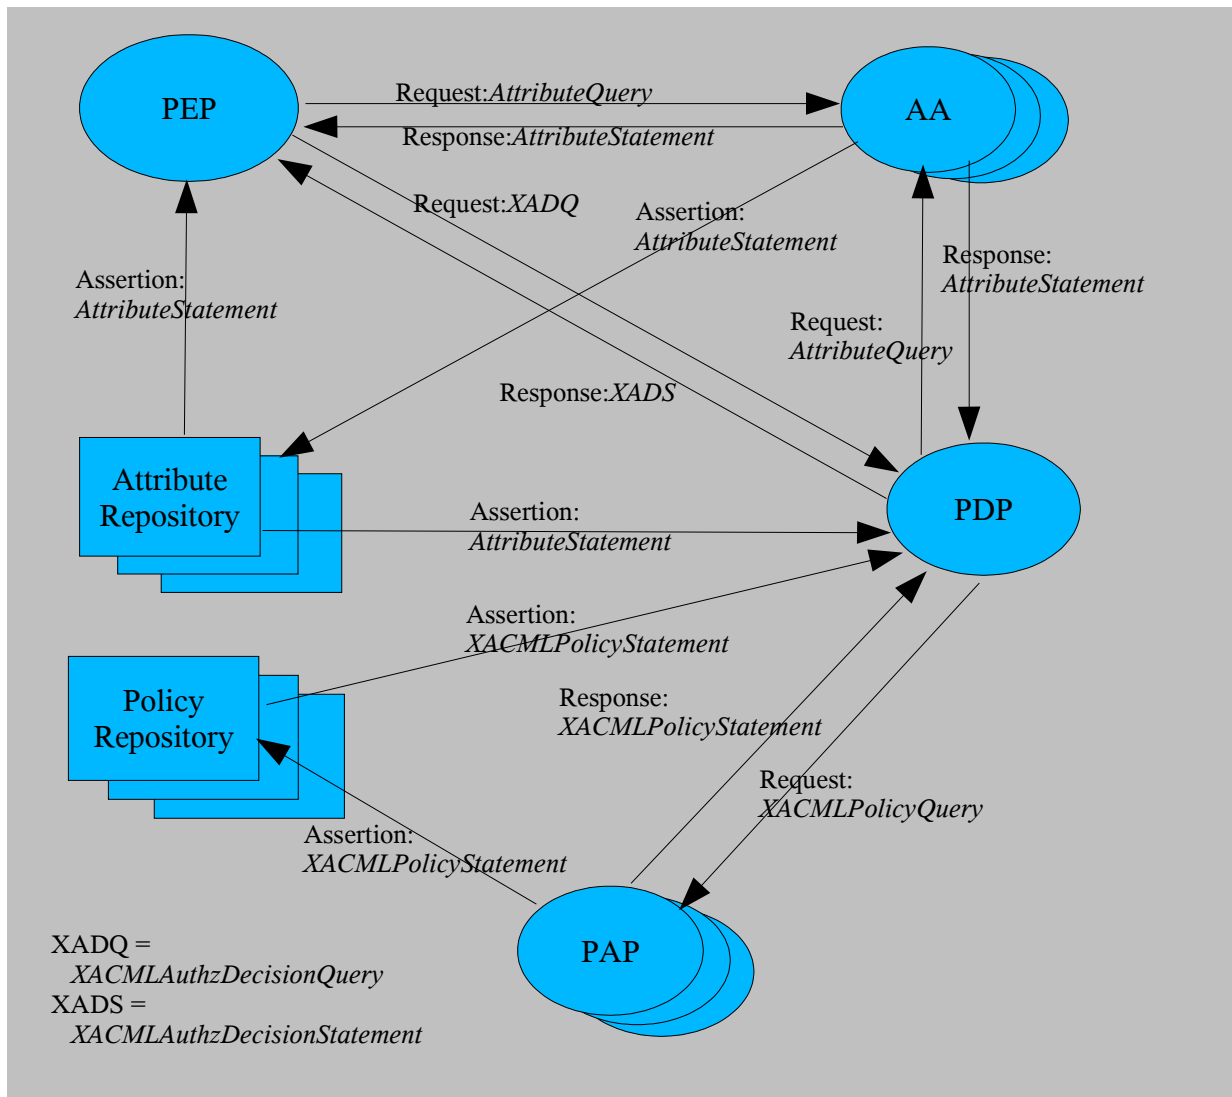 PEP
AA
Request:AttributeQuery
Response:AttributeStatement
Request:XADQ
Assertion:
AttributeStatement
Response:
AttributeStatement
Assertion:
AttributeStatement
Request:
AttributeQuery
Response:XADS
Attribute
Repository
PDP
Assertion:
AttributeStatement
Assertion:
XACMLPolicyStatement
Policy
Repository
Response:
XACMLPolicyStatement
Request:
XACMLPolicyQuery
Assertion:
XACMLPolicyStatement
PAP
XADQ =
XACMLAuthzDecisionQuery
XADS =
XACMLAuthzDecisionStatement